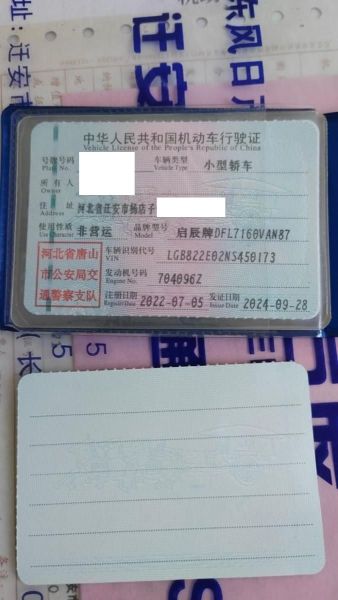 东风日产
迁安
中华人民共和国机动车行驶证
Vehicle License of the People's Republic of China
号牌号码 车辆类型 小型轿车
Plate No. Vehicle Type
所有人
Owner
住址 河北省迁安市杨店子
Address
使用性质 非营运 品牌型号 启辰牌DFL7160VAN87
Use Character Model
河北省唐山
市公安局交
通警察支队
车辆识别代号 LGB822E02NS450173
VIN
发动机号码 704096Z
Engine No.
注册日期 2022-07-05 发证日期 2024-09-28
Register Date Issue Date